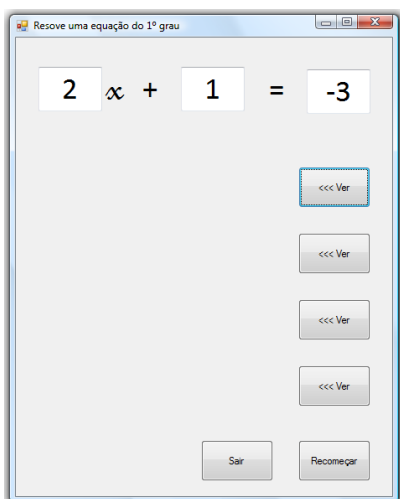 Resove uma equação do 1º grau
2 x + 1 = -3
<<< Ver
<<< Ver
<<< Ver
<<< Ver
Sair Recomeçar